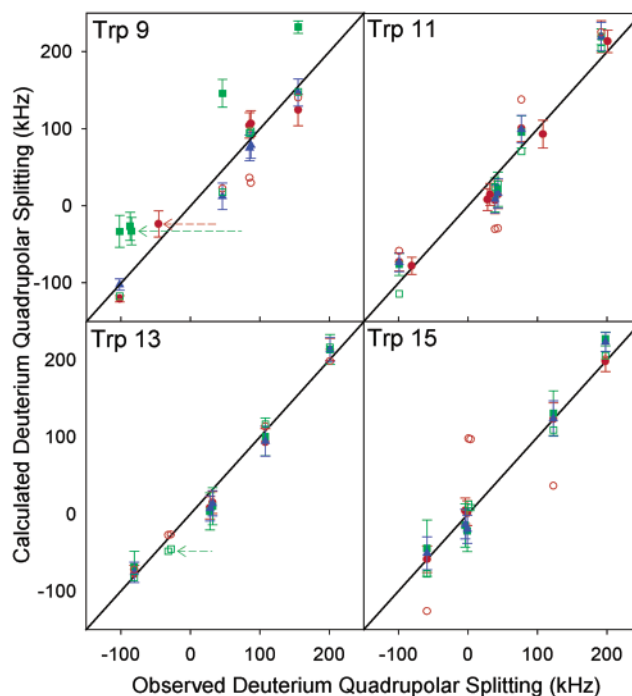 Trp 9
Trp 11
200
100
0
-100
Trp 13
Trp 15
200
100
0
-100
-100 0 100 200 -100 0 100 200
Calculated Deuterium Quadrupolar Splitting (kHz)
Observed Deuterium Quadrupolar Splitting (kHz)